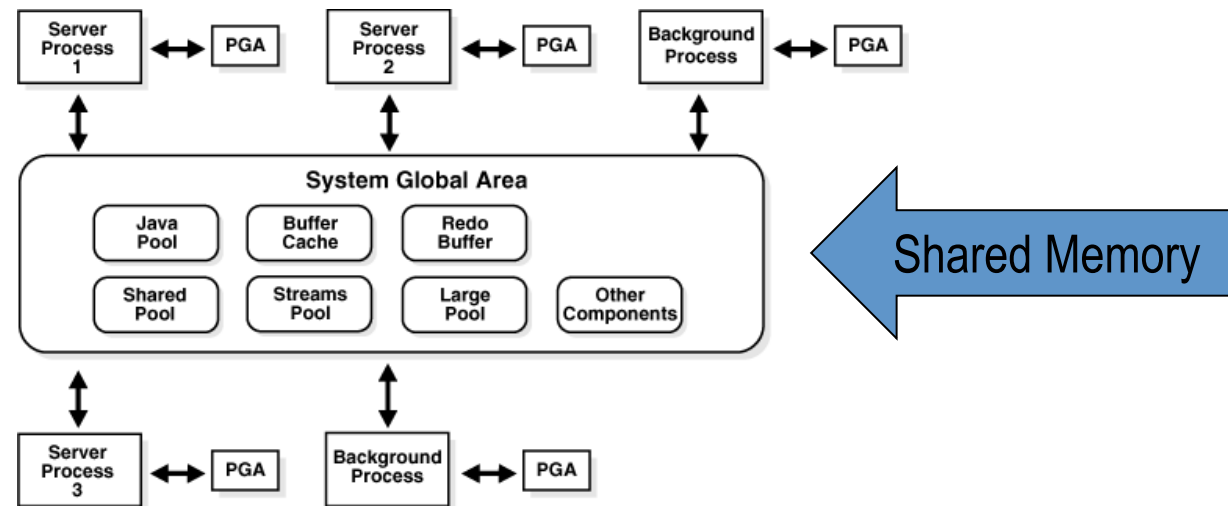 Server
Process
1
PGA
Server
Process
2
PGA
Background
Process
PGA
System Global Area
Java
Pool
Buffer
Cache
Redo
Buffer
Shared
Pool
Streams
Pool
Large
Pool
Other
Components
Shared Memory
Server
Process
3
PGA
Background
Process
PGA